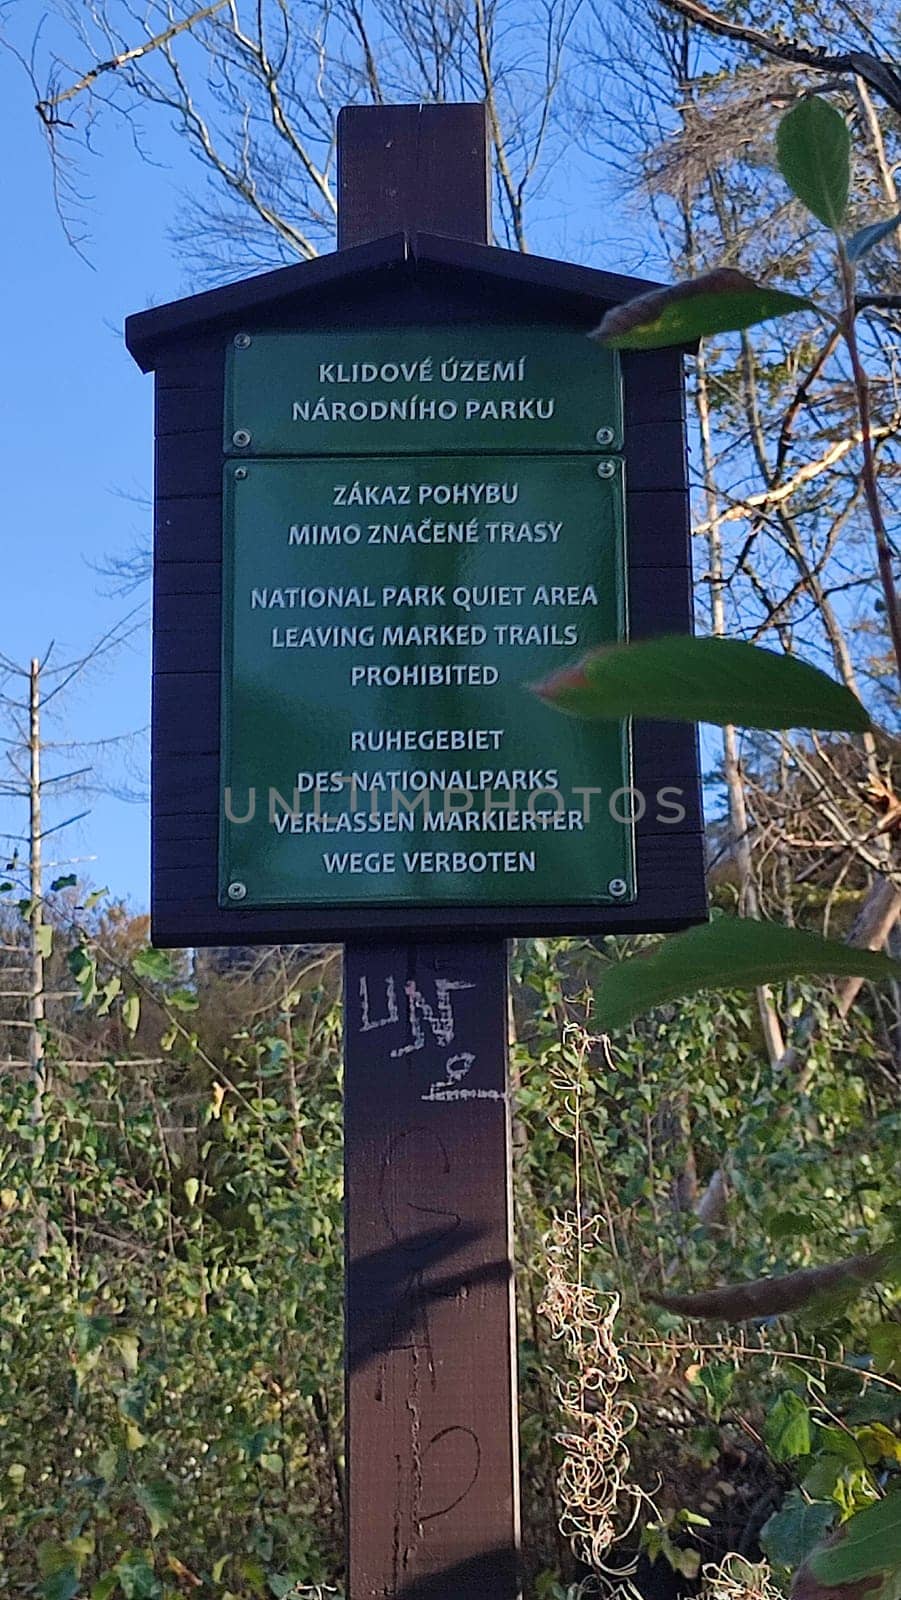 KLIDOVÉ ÚZEMÍ
NÁRODNÍHO PARKU
ZÁKAZ POHYBU
MIMO ZNAČENÉ TRASY
NATIONAL PARK QUIET AREA
LEAVING MARKED TRAILS
PROHIBITED
RUHEGEBIET
DES NATIONALPARKS
UNLIMPHOTOS
VERLASSEN MARKIERTER
WEGE VERBOTEN